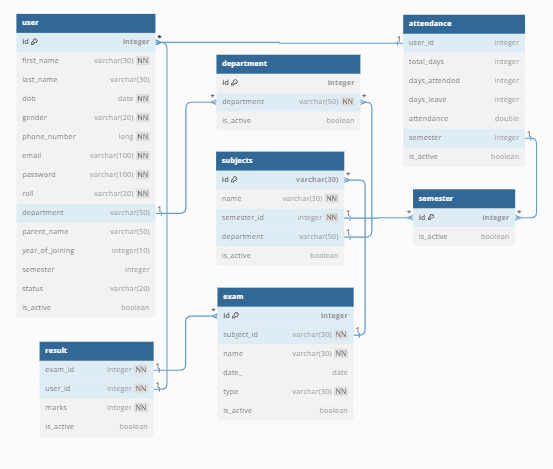 user
id integer
first_name varchar(30) NN
last_name varchar(30)
dob date NN
gender varchar(20) NN
phone_number long NN
email varchar(100) NN
password varchar(100) NN
roll varchar(20) NN
department varchar(50)
parent_name varchar(50)
year_of_joining integer(10)
semester integer
status varchar(20)
is_active boolean
* 1
1
department
id integer
department varchar(50) NN
is_active boolean
* *
subjects
id varchar(30)
name varchar(30) NN
semester_id integer NN
department varchar(50)
is_active boolean
*
1
1
attendance
user_id integer
total_days integer
days_attended integer
days_leave integer
attendance double
semester integer
is_active boolean
1
semester
id integer
is_active boolean
* *
exam
id integer
subject_id varchar(30) NN
name varchar(30) NN
date_ date
type varchar(30) NN
is_active boolean
*
1
result
exam_id integer NN
user_id integer NN
marks integer NN
is_active boolean
1
1